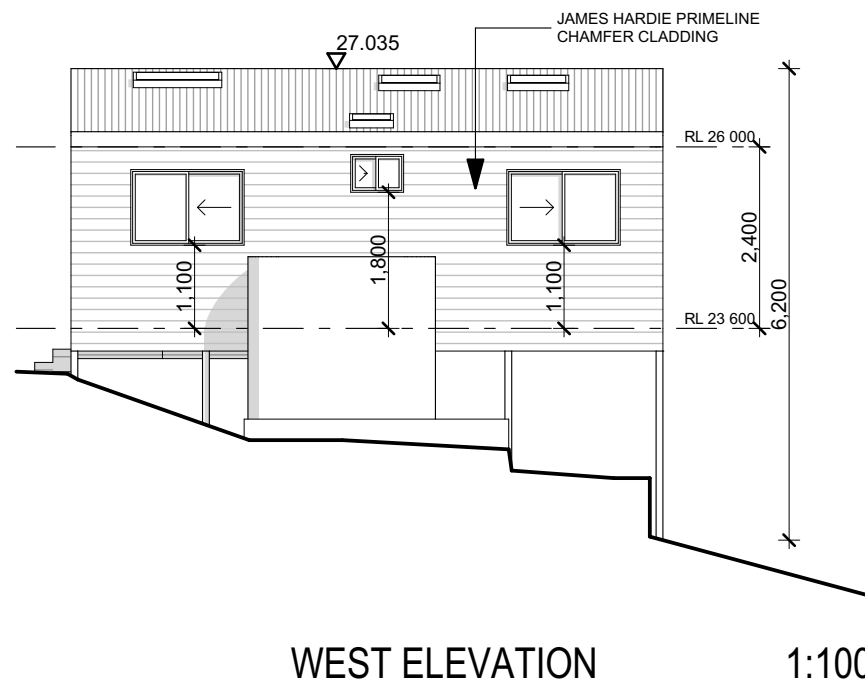 JAMES HARDIE PRIMELINE
CHAMFER CLADDING
27.035
RL 26 000
2,400
1,800
1,100
1,100
6,200
RL 23 600
WEST ELEVATION
1:100